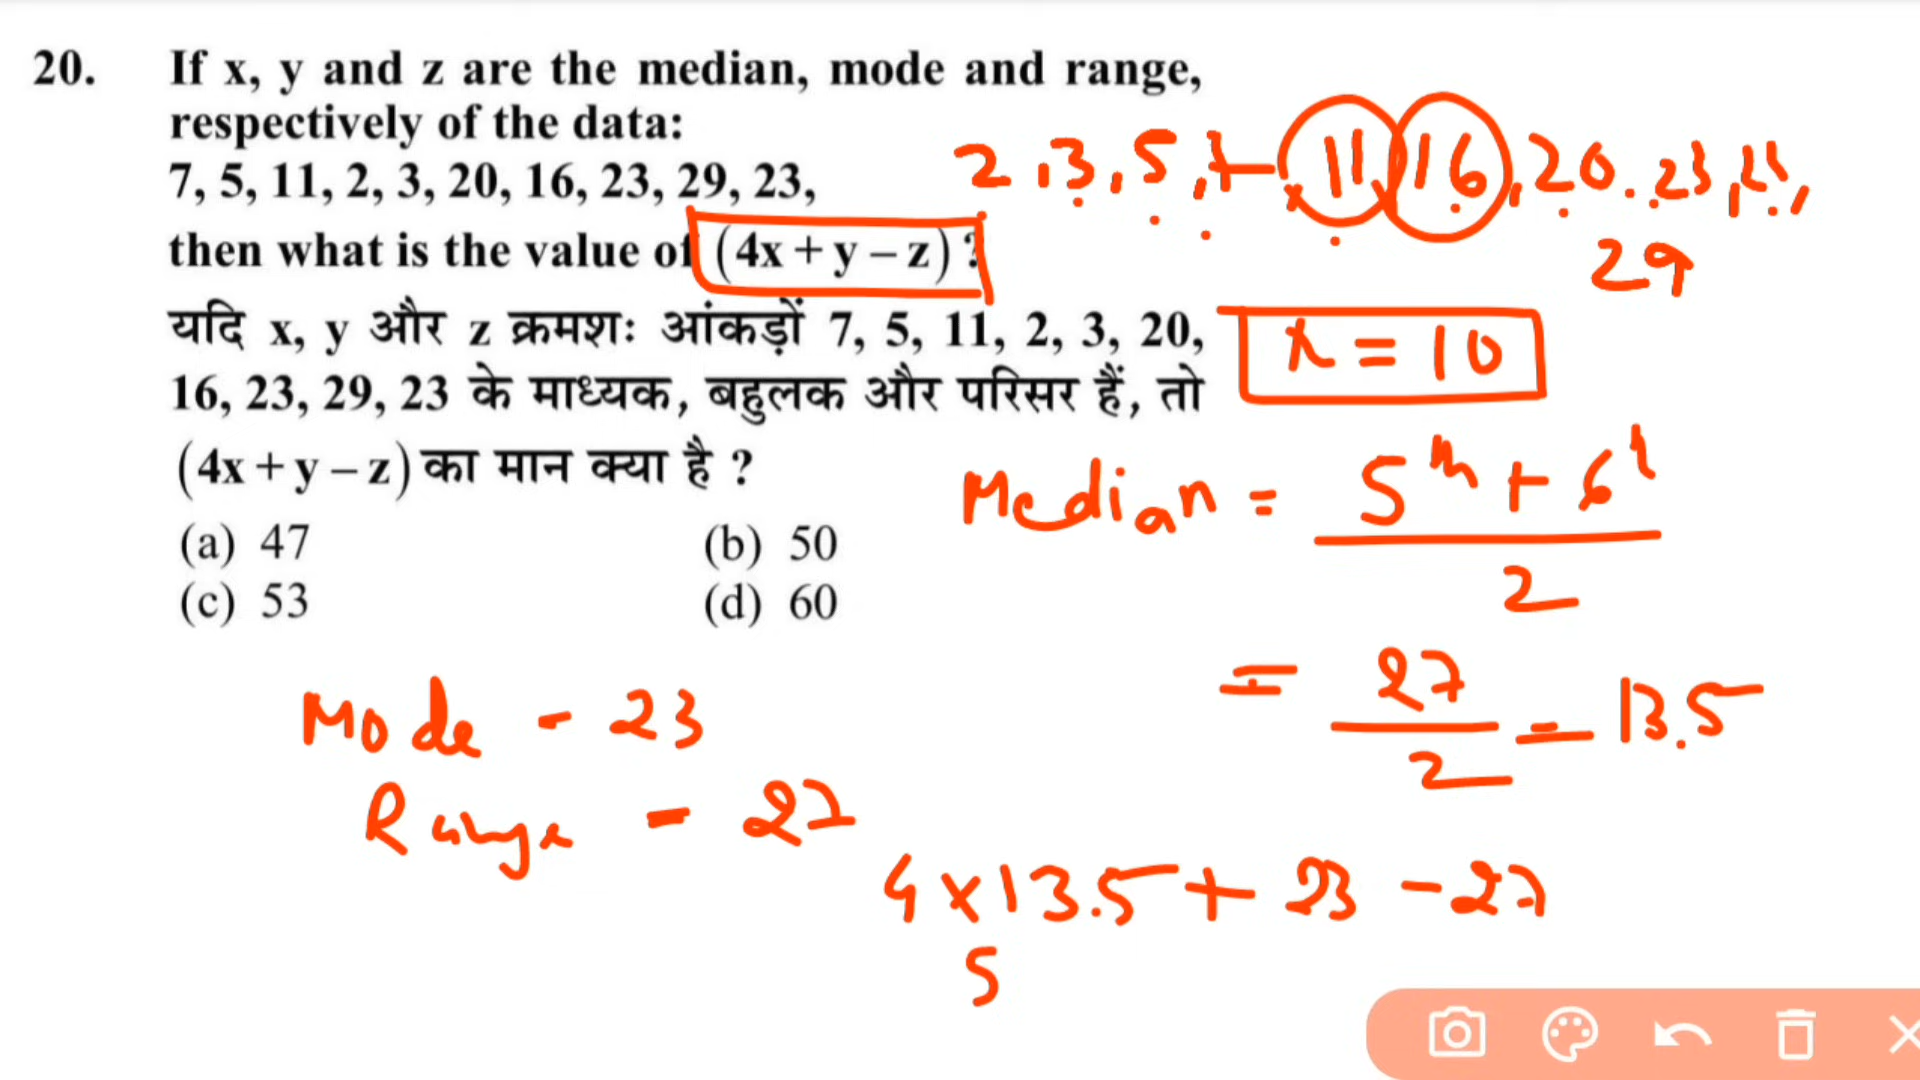 20. If x, y and z are the median, mode and range,
respectively of the data:
7, 5, 11, 2, 3, 20, 16, 23, 29, 23,
then what is the value of (4x + y – z) ?
यदि x, y और z क्रमशः आंकड़ों 7, 5, 11, 2, 3, 20,
16, 23, 29, 23 के माध्यक, बहुलक और परिसर हैं, तो
(4x + y – z) का मान क्या है ?
(a) 47 (b) 50
(c) 53 (d) 60
2, 3, 5, 7, 11, 16, 20, 23, 23,
29
n = 10
Median = 5th + 6th
2
= 27
2
= 13.5
Mode - 23
Range - 27
4 x 13.5 + 23 - 27
5